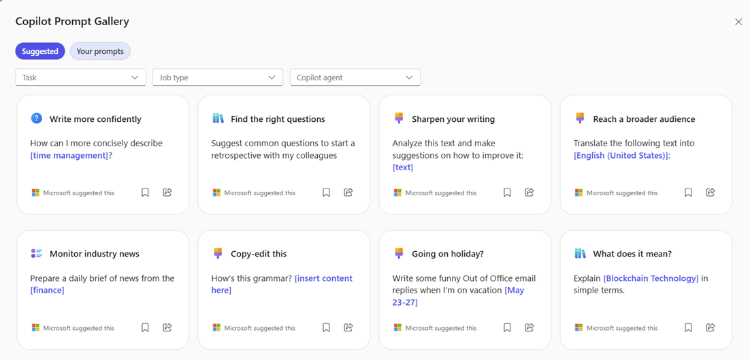 Copilot Prompt Gallery
Suggested
Your prompts
Task
Job type
Copilot agent
Write more confidently
How can I more concisely describe
[time management]?
Microsoft suggested this
Find the right questions
Suggest common questions to start a
retrospective with my colleagues
Microsoft suggested this
Sharpen your writing
Analyze this text and make
suggestions on how to improve it:
[text]
Microsoft suggested this
Reach a broader audience
Translate the following text into
[English (United States)]:
Microsoft suggested this
Monitor industry news
Prepare a daily brief of news from the
[finance]
Microsoft suggested this
Copy-edit this
How's this grammar? [insert content
here]
Microsoft suggested this
Going on holiday?
Write some funny Out of Office email
replies when I'm on vacation [May
23-27]
Microsoft suggested this
What does it mean?
Explain [Blockchain Technology] in
simple terms.
Microsoft suggested this